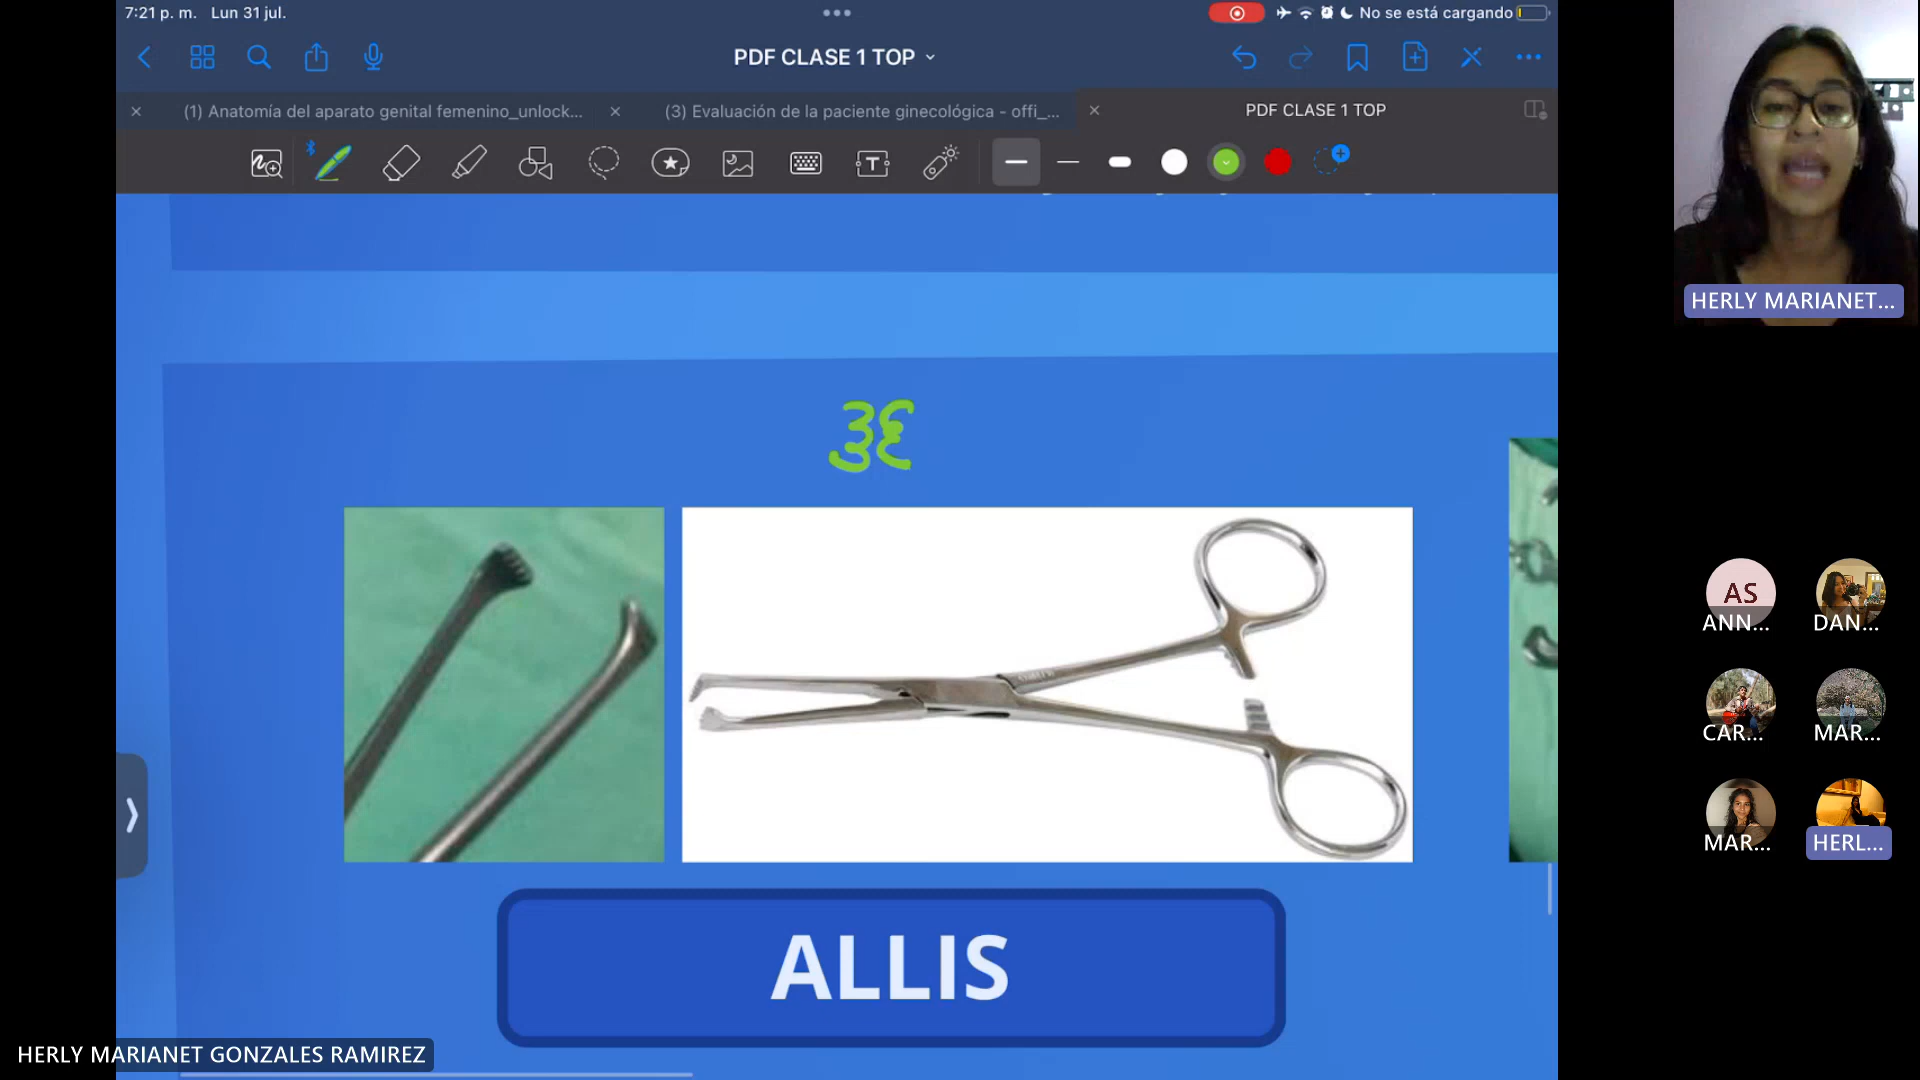 7:21 p. m. Lun 31 jul.
No se está cargando
PDF CLASE 1 TOP
(1) Anatomía del aparato genital femenino_unlock...
(3) Evaluación de la paciente ginecológica - offi_...
PDF CLASE 1 TOP
HERLY MARIANET...
ALLIS
AS
ANN...
DAN...
CAR...
MAR...
MAR...
HERL...
HERLY MARIANET GONZALES RAMIREZ